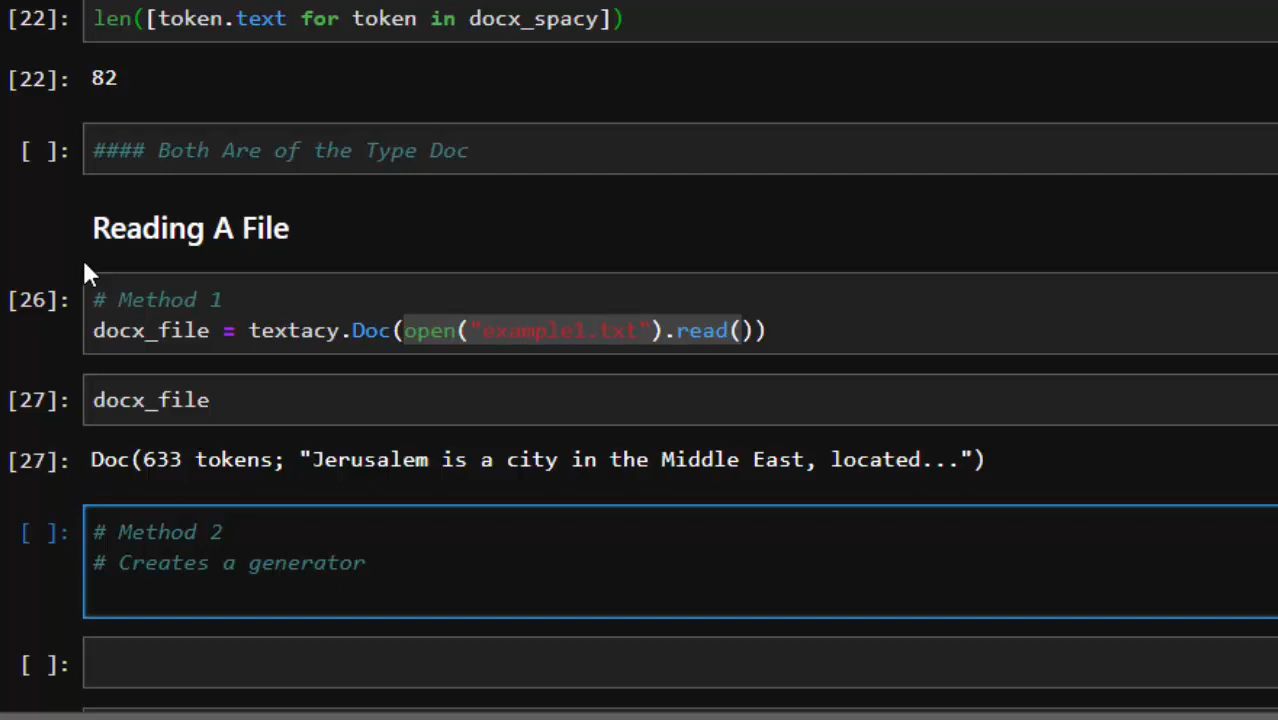 [22]: len([token.text for token in docx_spacy])
[22]: 82
[ ]: #### Both Are of the Type Doc
Reading A File
[26]: # Method 1
docx_file = textacy.Doc(open("example1.txt").read())
[27]: docx_file
[27]: Doc(633 tokens; "Jerusalem is a city in the Middle East, located...")
[ ]: # Method 2
# Creates a generator
[ ]: